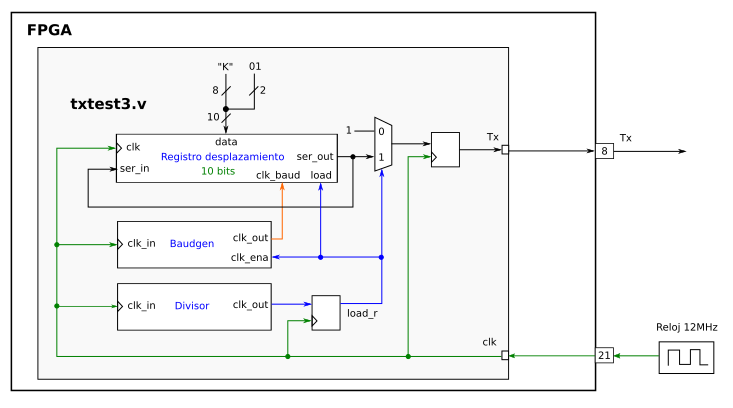 FPGA
"K" 01
txtest3.v
8 2
10
data
clk
Registro desplazamiento
ser_out
ser_in
10 bits
clk_baud load
1
0
1
Tx
8
Tx
clk_in
Baudgen
clk_out
clk_ena
clk_in
Divisor
clk_out
load_r
clk
21
Reloj 12MHz